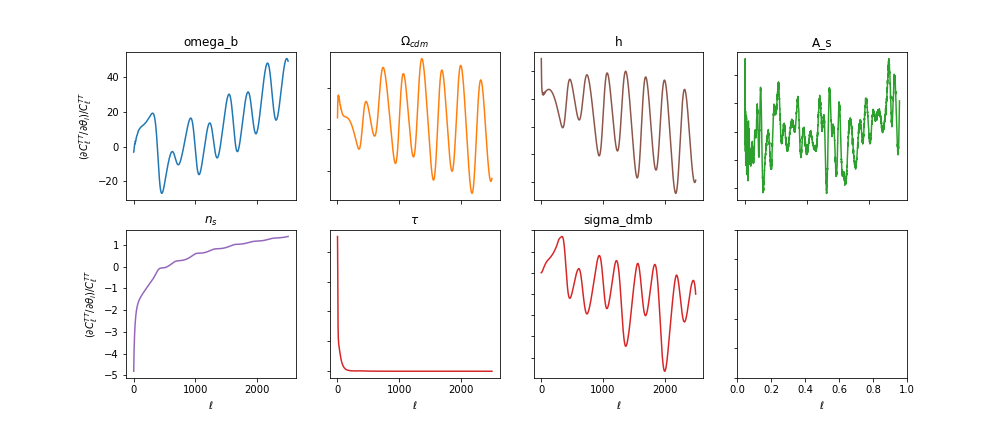 omega_b
Ω_{cdm}
h
A_s
(∂C_ℓ^{TT}/∂θ_i)/C_ℓ^{TT}
40
20
0
−20
n_s
τ
sigma_dmb
(∂C_ℓ^{TT}/∂θ_i)/C_ℓ^{TT}
1
0
−1
−2
−3
−4
−5
0 1000 2000
0 1000 2000
0 1000 2000
0.0 0.2 0.4 0.6 0.8 1.0
ℓ ℓ ℓ ℓ